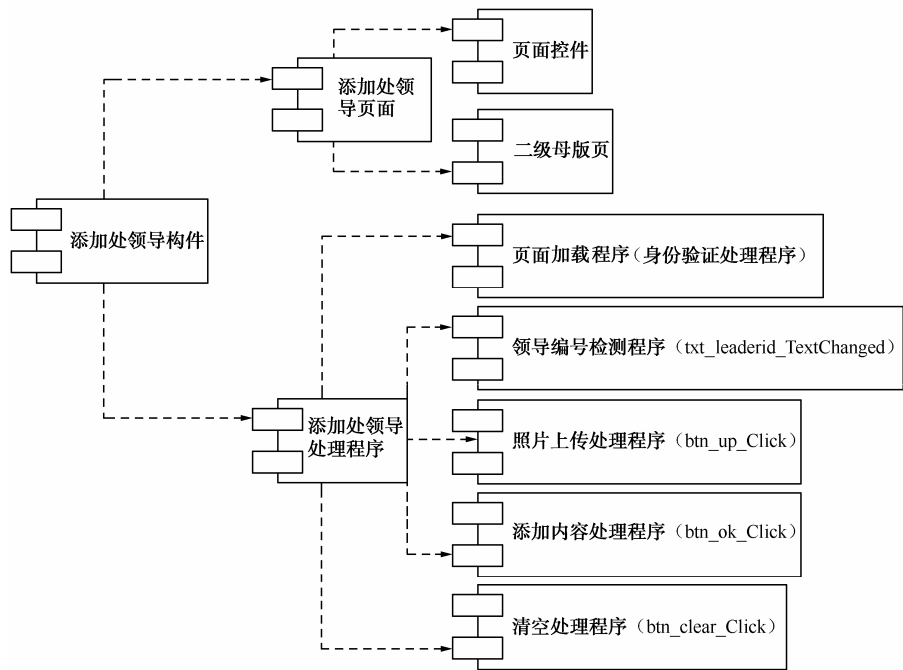 页面控件
添加处领
导页面
二级母版页
添加处领导构件
页面加载程序（身份验证处理程序）
领导编号检测程序（txt_leaderid_TextChanged）
添加处领导
处理程序
照片上传处理程序（btn_up_Click）
添加内容处理程序（btn_ok_Click）
清空处理程序（btn_clear_Click）